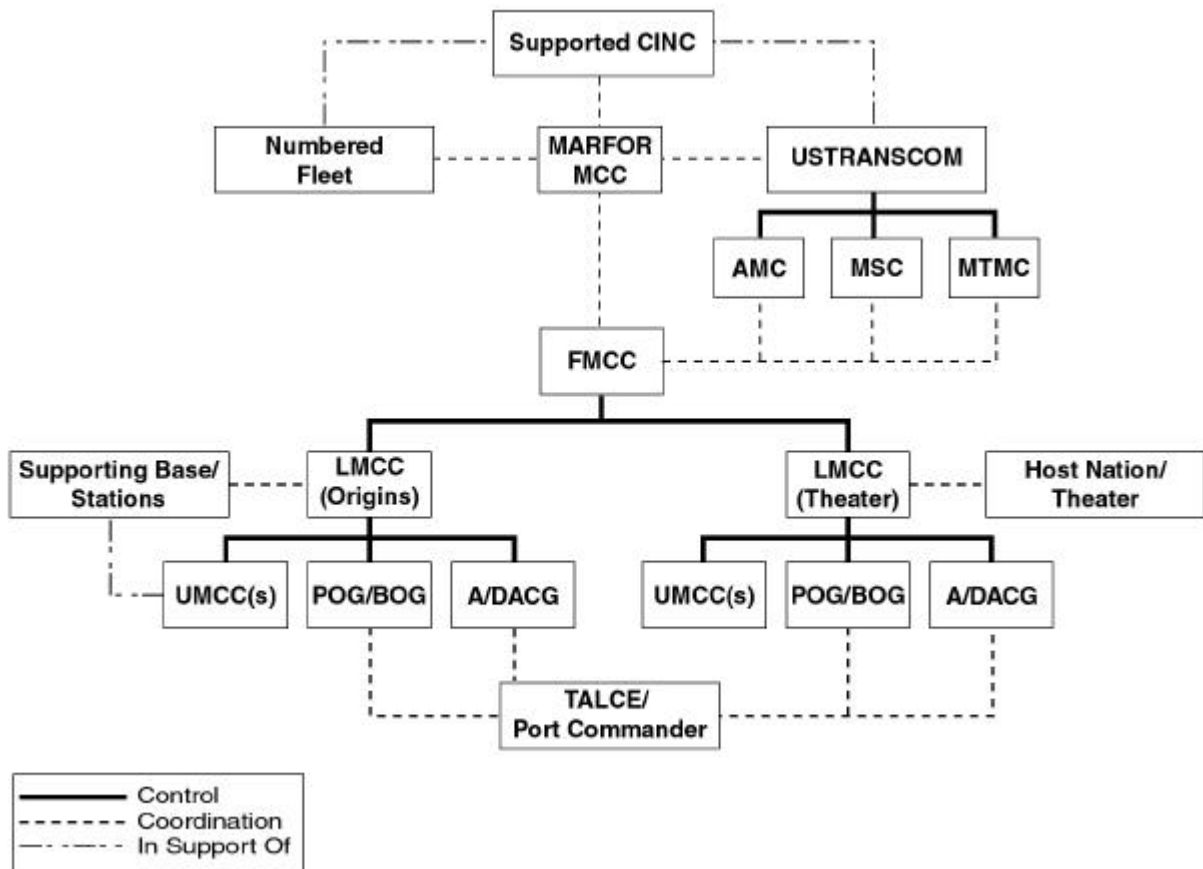 Supported CINC
Numbered
Fleet
MARFOR
MCC
USTRANSCOM
AMC
MSC
MTMC
FMCC
Supporting Base/
Stations
LMCC
(Origins)
LMCC
(Theater)
Host Nation/
Theater
UMCC(s)
POG/BOG
A/DACG
UMCC(s)
POG/BOG
A/DACG
TALCE/
Port Commander
Control
Coordination
In Support Of